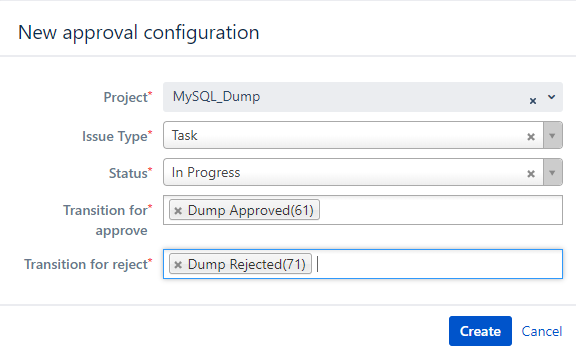 New approval configuration
Project* MySQL_Dump
Issue Type* Task
Status* In Progress
Transition for* Dump Approved(61)
approve
Transition for reject* Dump Rejected(71)
Create Cancel